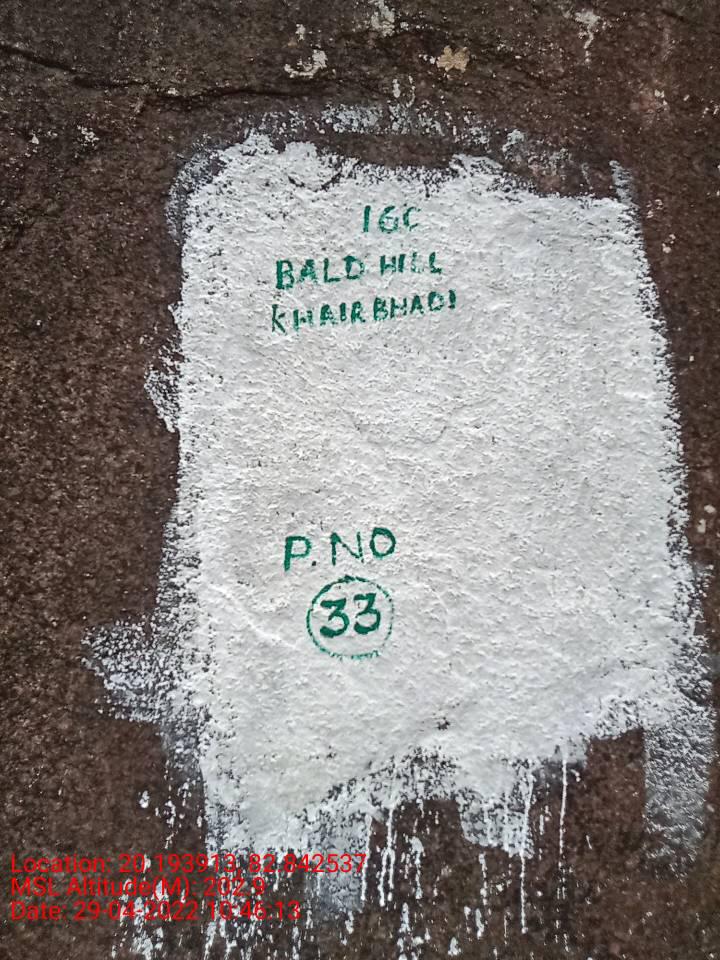 IGC
BALD HILL
KHAIRBHADI
P.NO
33
Location: 20.193913, 82.842537
MSL Altitude(M): 202.9
Date: 29-04-2022 10:46:13